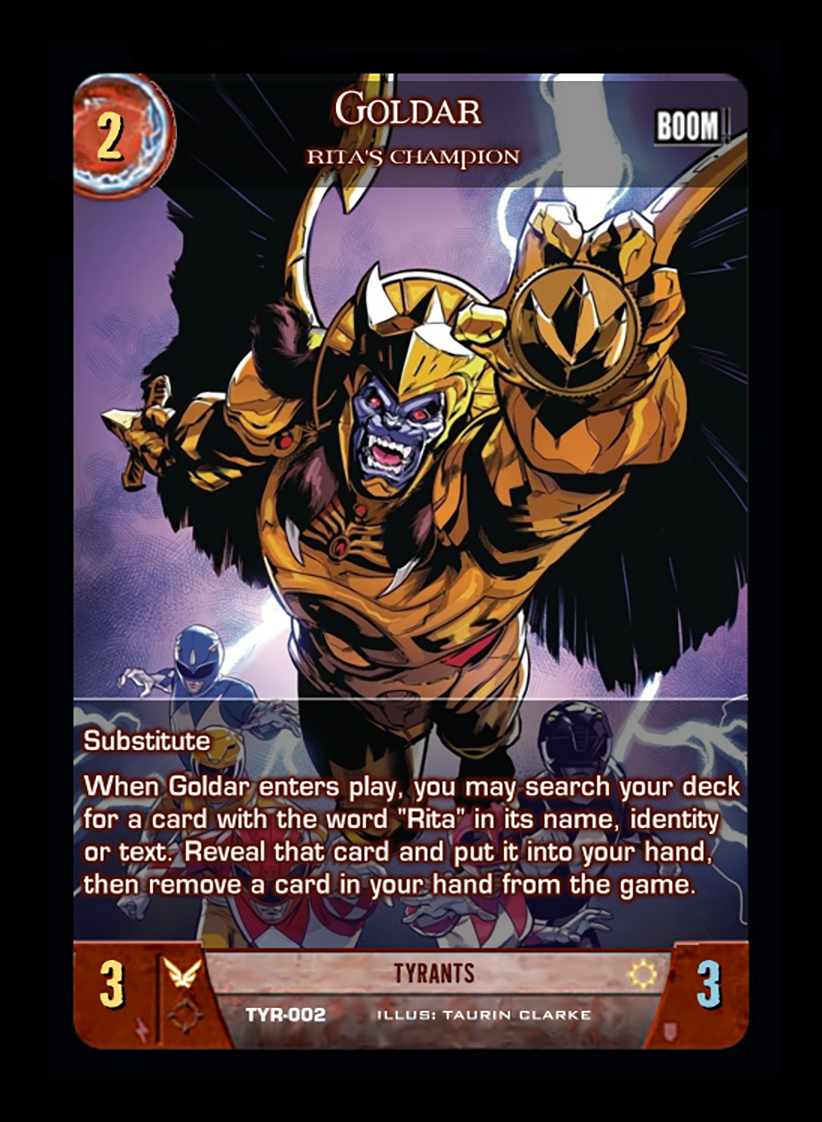 2
GOLDAR
RITA'S CHAMPION
BOOM!
Substitute
When Goldar enters play, you may search your deck
for a card with the word "Rita" in its name, identity
or text. Reveal that card and put it into your hand,
then remove a card in your hand from the game.
3
TYRANTS
3
TYR-002
ILLUS: TAURIN CLARKE